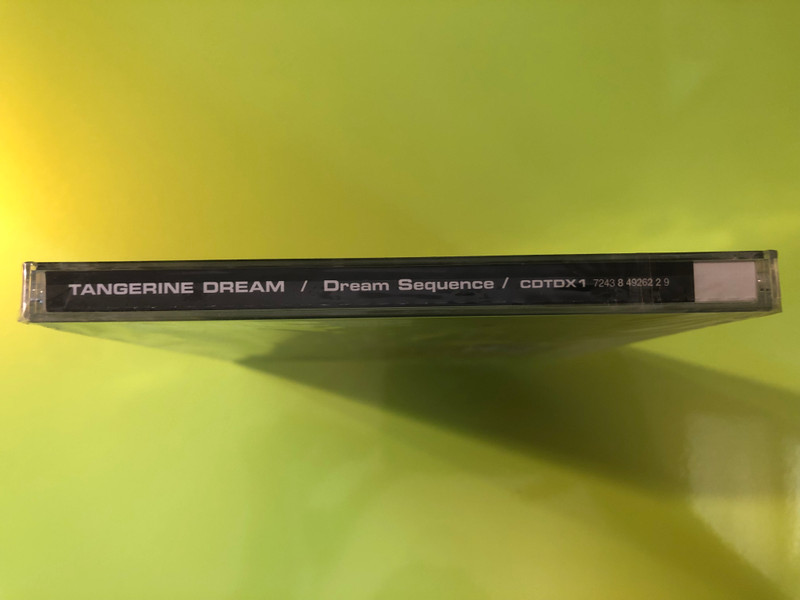 TANGERINE DREAM / Dream Sequence / CDTDX1 7243 8 49262 2 9